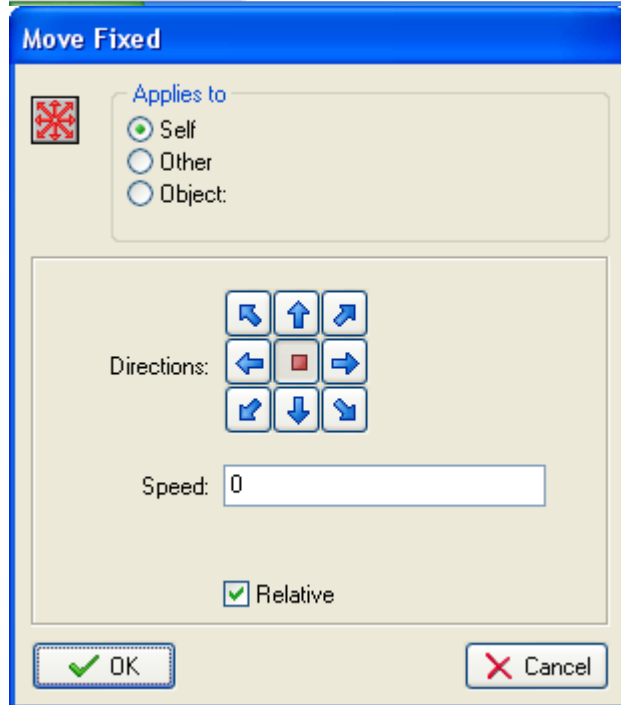 Move Fixed
Applies to
Self
Other
Object:
Directions:
Speed: 0
Relative
OK Cancel